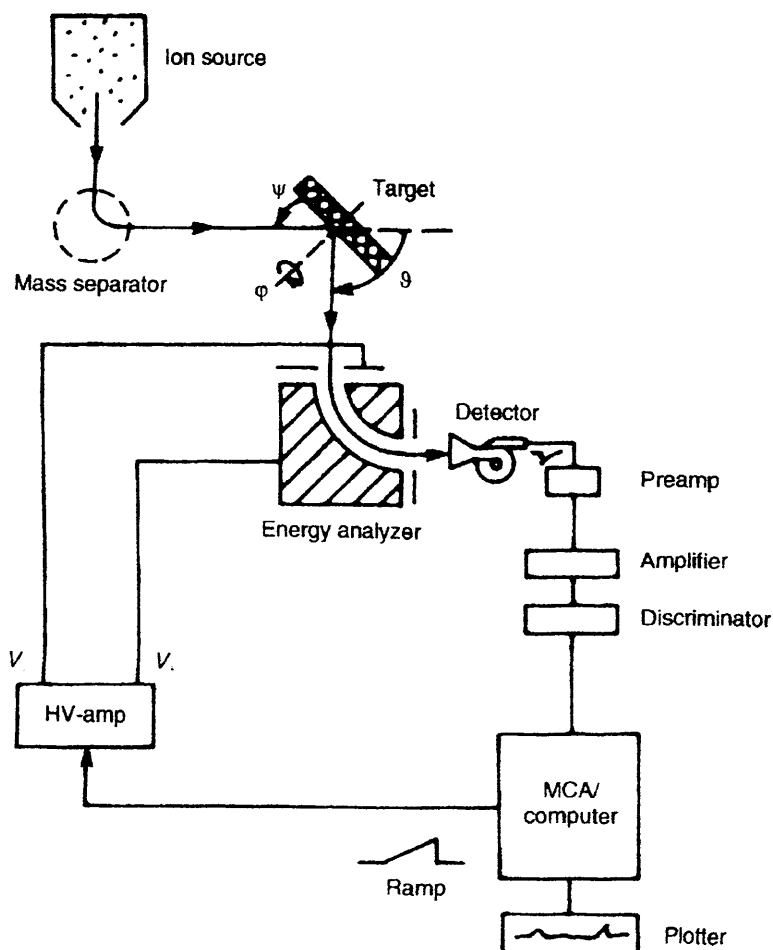 Ion source
ψ
Target
Mass separator
φ
ϑ
Detector
Preamp
Energy analyzer
Amplifier
Discriminator
V
V.
HV-amp
MCA/
computer
Ramp
Plotter